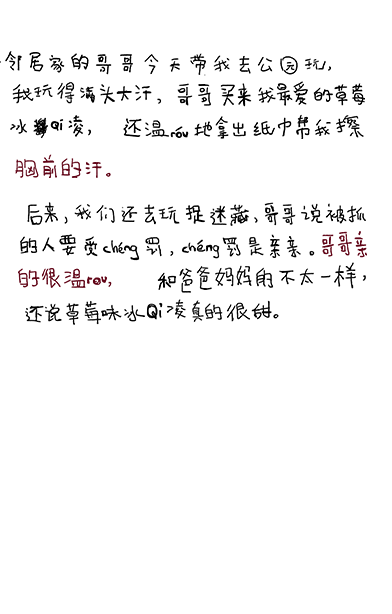 邻居家的哥哥今天带我去公元玩，
我玩得满头大汗，哥哥买来我最爱的草莓
冰Qi凌，还温róu地拿出纸巾帮我擦
胸前的汗。
后来，我们还去玩捉迷藏，哥哥说被抓
的人要受chéng罚，chéng罚是亲亲。哥哥亲
的很温rou，和爸爸妈妈的不太一样，
还说草莓味冰Qi凌真的很甜。